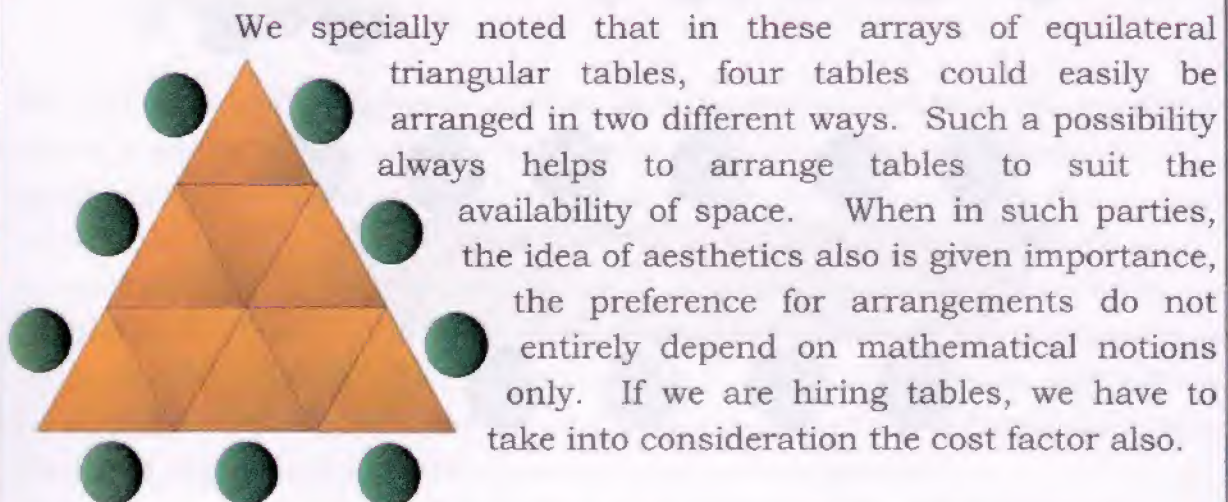 We specially noted that in these arrays of equilateral
triangular tables, four tables could easily be
arranged in two different ways. Such a possibility
always helps to arrange tables to suit the
availability of space. When in such parties,
the idea of aesthetics also is given importance,
the preference for arrangements do not
entirely depend on mathematical notions
only. If we are hiring tables, we have to
take into consideration the cost factor also.